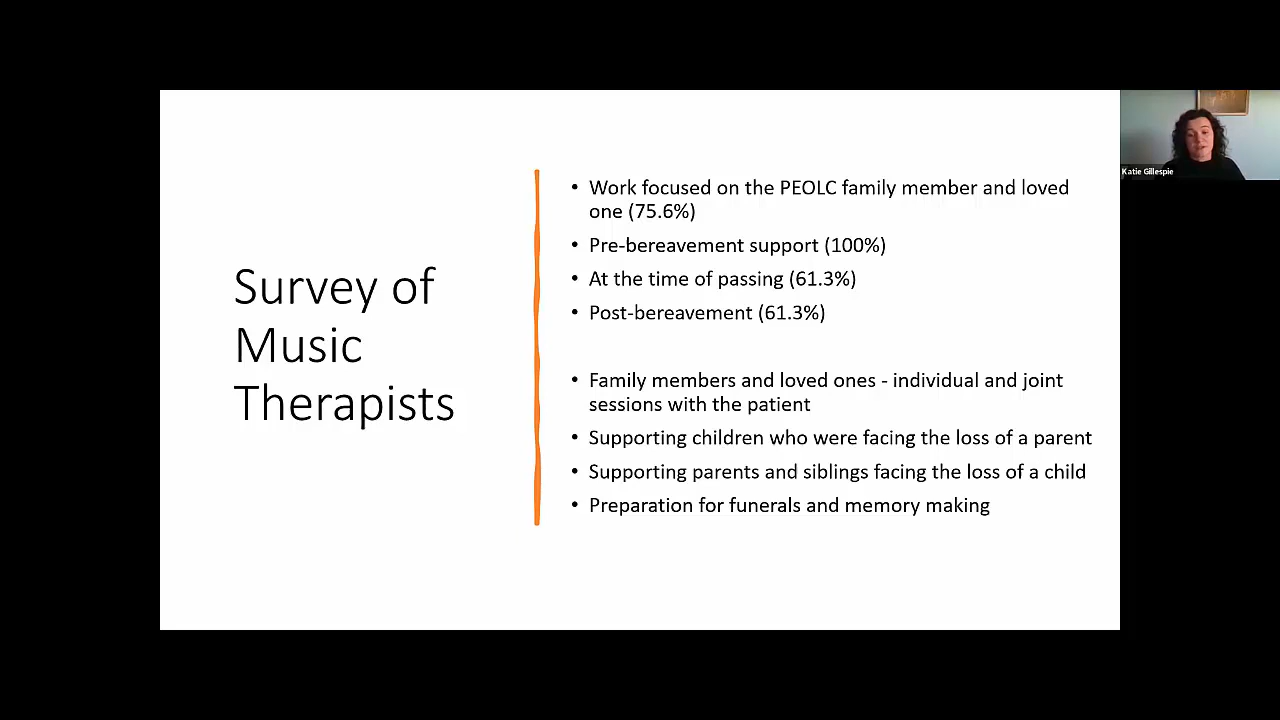 Survey of
Music
Therapists
• Work focused on the PEOLC family member and loved
one (75.6%)
• Pre-bereavement support (100%)
• At the time of passing (61.3%)
• Post-bereavement (61.3%)
• Family members and loved ones - individual and joint
sessions with the patient
• Supporting children who were facing the loss of a parent
• Supporting parents and siblings facing the loss of a child
• Preparation for funerals and memory making
Katie Gillespie